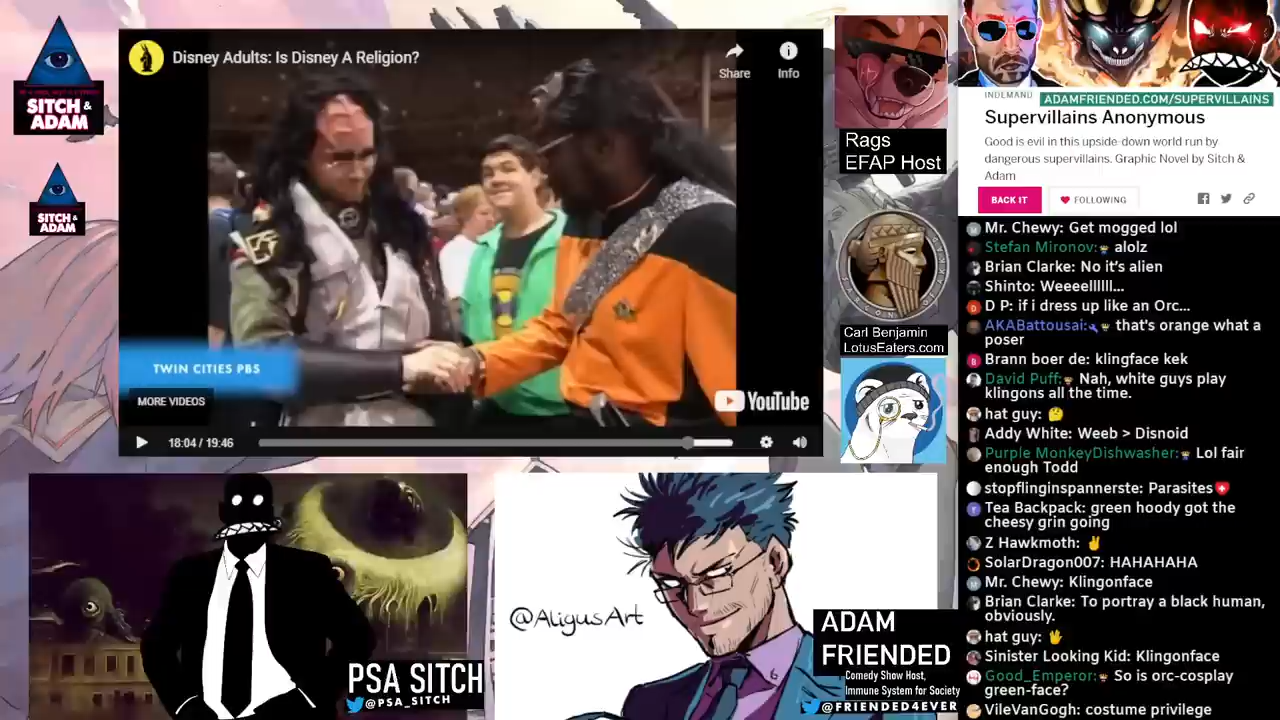 SITCH &
ADAM
SITCH &
ADAM
Disney Adults: Is Disney A Religion?
Share
Info
TWIN CITIES PBS
MORE VIDEOS
YouTube
18:04 / 19:46
Rags
EFAP Host
Carl Benjamin
LotusEaters.com
PSA SITCH
@PSA_SITCH
@AligusArt
ADAM
FRIENDED
Comedy Show Host,
Immune System for Society
@FRIENDED4EVER
INDEMAND
ADAMFRIENDED.COM/SUPERVILLAINS
Supervillains Anonymous
Good is evil in this upside-down world run by
dangerous supervillains. Graphic Novel by Sitch &
Adam
BACK IT
FOLLOWING
Mr. Chewy: Get mogged lol
Stefan Mironov: alolz
Brian Clarke: No it's alien
Shinto: Weeeellllll...
D P: if i dress up like an Orc...
AKABattousai: that's orange what a
poser
Brann boer de: klingface kek
David Puff: Nah, white guys play
klingons all the time.
hat guy: 🤔
Addy White: Weeb > Disnoid
Purple MonkeyDishwasher: Lol fair
enough Todd
stopflinginspannerste: Parasites
Tea Backpack: green hoody got the
cheesy grin going
Z Hawkmoth: ✌
SolarDragon007: HAHAHAHA
Mr. Chewy: Klingonface
Brian Clarke: To portray a black human,
obviously.
hat guy: 🖖
Sinister Looking Kid: Klingonface
Good_Emperor: So is orc-cosplay
green-face?
VileVanGogh: costume privilege